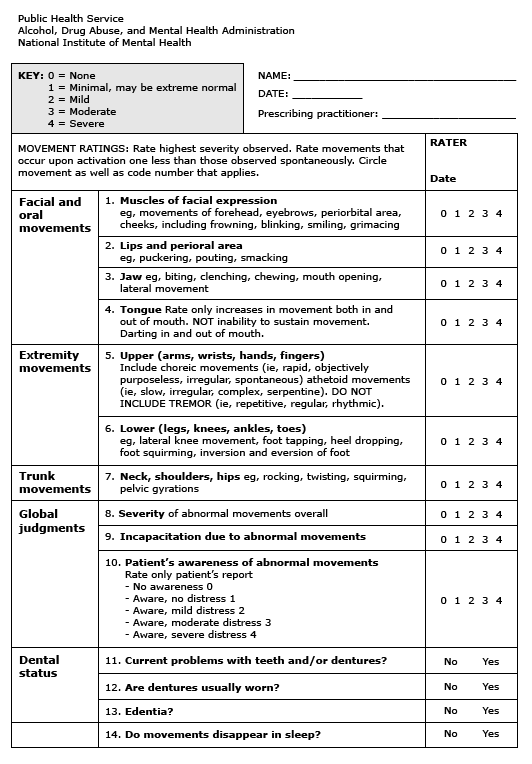 Public Health Service
Alcohol, Drug Abuse, and Mental Health Administration
National Institute of Mental Health
KEY: 0 = None
1 = Minimal, may be extreme normal
2 = Mild
3 = Moderate
4 = Severe
NAME: ____________________
DATE: ____________
Prescribing practitioner: ____________________
MOVEMENT RATINGS: Rate highest severity observed. Rate movements that
occur upon activation one less than those observed spontaneously. Circle
movement as well as code number that applies.
RATER
Date
Facial and
oral
movements
1. Muscles of facial expression
eg, movements of forehead, eyebrows, periorbital area,
cheeks, including frowning, blinking, smiling, grimacing
0 1 2 3 4
2. Lips and perioral area
eg, puckering, pouting, smacking
0 1 2 3 4
3. Jaw eg, biting, clenching, chewing, mouth opening,
lateral movement
0 1 2 3 4
4. Tongue Rate only increases in movement both in and
out of mouth. NOT inability to sustain movement.
Darting in and out of mouth.
0 1 2 3 4
Extremity
movements
5. Upper (arms, wrists, hands, fingers)
Include choreic movements (ie, rapid, objectively
purposeless, irregular, spontaneous) athetoid movements
(ie, slow, irregular, complex, serpentine). DO NOT
INCLUDE TREMOR (ie, repetitive, regular, rhythmic).
0 1 2 3 4
6. Lower (legs, knees, ankles, toes)
eg, lateral knee movement, foot tapping, heel dropping,
foot squirming, inversion and eversion of foot
0 1 2 3 4
Trunk
movements
7. Neck, shoulders, hips eg, rocking, twisting, squirming,
pelvic gyrations
0 1 2 3 4
Global
judgments
8. Severity of abnormal movements overall
0 1 2 3 4
9. Incapacitation due to abnormal movements
0 1 2 3 4
10. Patient's awareness of abnormal movements
Rate only patient's report
- No awareness 0
- Aware, no distress 1
- Aware, mild distress 2
- Aware, moderate distress 3
- Aware, severe distress 4
0 1 2 3 4
Dental
status
11. Current problems with teeth and/or dentures?
No Yes
12. Are dentures usually worn?
No Yes
13. Edentia?
No Yes
14. Do movements disappear in sleep?
No Yes